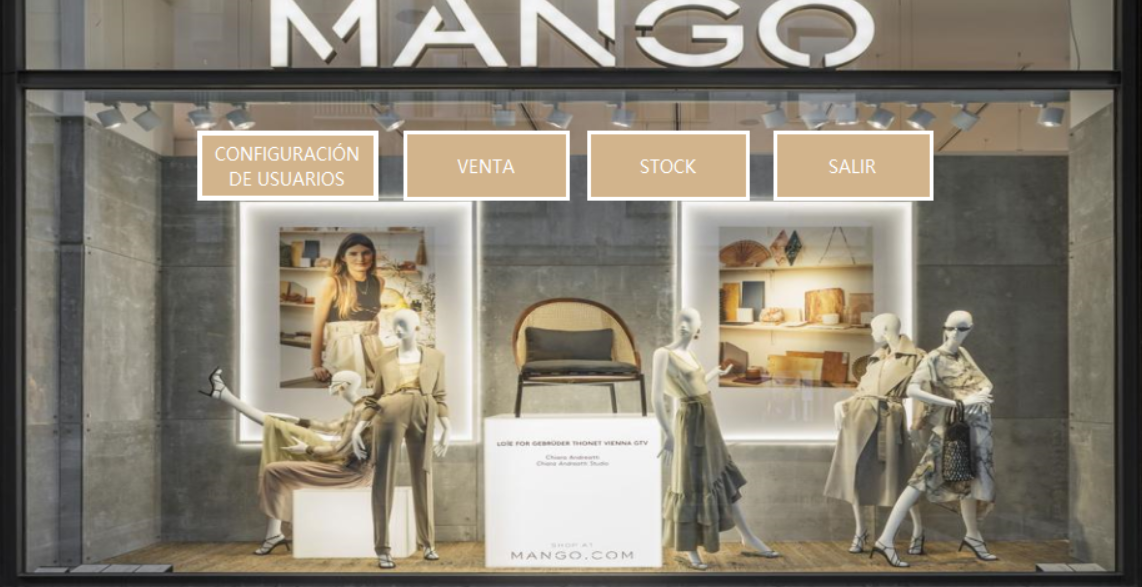 MANGO
CONFIGURACIÓN
DE USUARIOS
VENTA
STOCK
SALIR
LOÏE FOR GEBRÜDER THONET VIENNA GTV
Chiara Andreatti
Chiara Andreatti Studio
SHOP AT
MANGO.COM